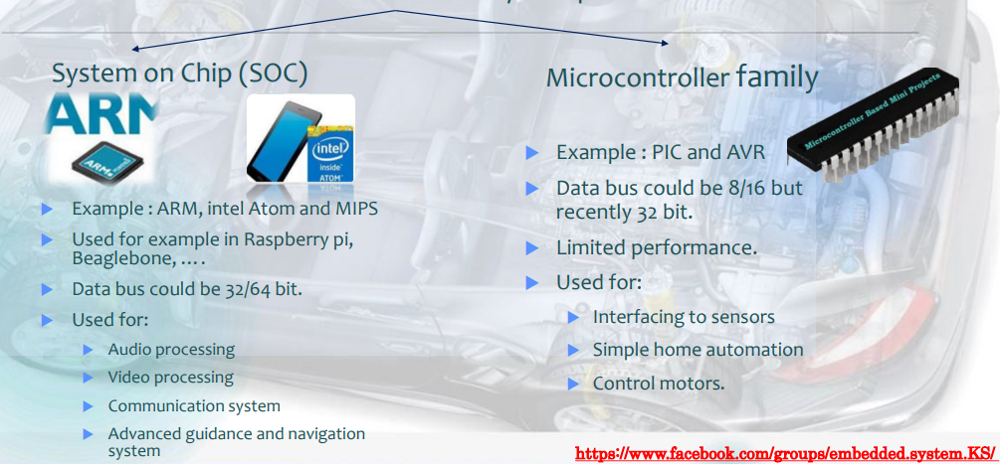 System on Chip (SOC)
ARM
ARM
intel
inside
ATOM
Example : ARM, intel Atom and MIPS
Used for example in Raspberry pi,
Beaglebone, ....
Data bus could be 32/64 bit.
Used for:
Audio processing
Video processing
Communication system
Advanced guidance and navigation
system
Microcontroller family
Microcontroller Based Mini Projects
Example : PIC and AVR
Data bus could be 8/16 but
recently 32 bit.
Limited performance.
Used for:
Interfacing to sensors
Simple home automation
Control motors.
https://www.facebook.com/groups/embedded.system.KS/